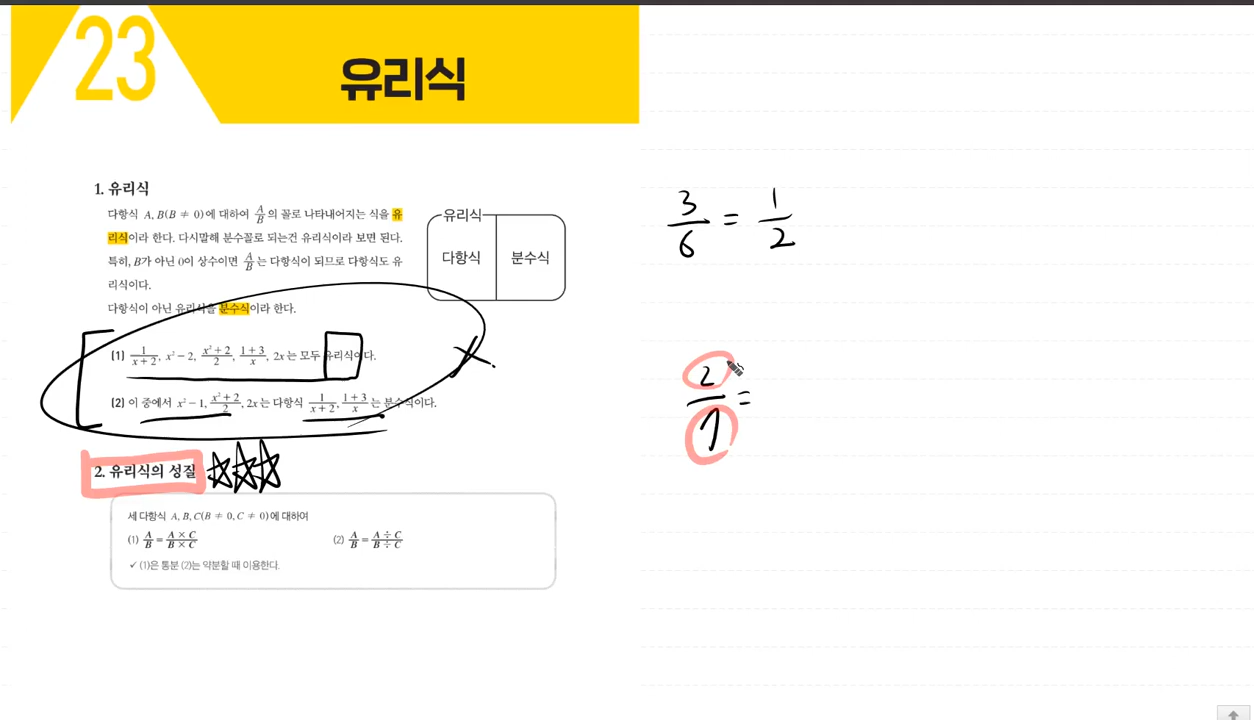 23
유리식
1. 유리식
다항식 A, B(B ≠ 0)에 대하여 A/B의 꼴로 나타내어지는 식을 유
리식이라 한다. 다시말해 분수꼴로 되는건 유리식이라 보면 된다.
특히, B가 아닌 0이 상수이면 A/B는 다항식이 되므로 다항식도 유
리식이다.
다항식이 아닌 유리식을 분수식이라 한다.
유리식
다항식 분수식
(1) 1/(x+2), x²-2, (x²+2)/2, (1+3)/x, 2x는 모두 유리식이다.
(2) 이 중에서 x²-1, (x²+2)/2, 2x는 다항식 1/(x+2), (1+3)/x는 분수식이다.
2. 유리식의 성질
세 다항식 A, B, C(B ≠ 0, C ≠ 0)에 대하여
(1) A/B = (A×C)/(B×C) (2) A/B = (A÷C)/(B÷C)
✓ (1)은 통분 (2)는 약분할 때 이용한다.
3/6 = 1/2
2/1 =